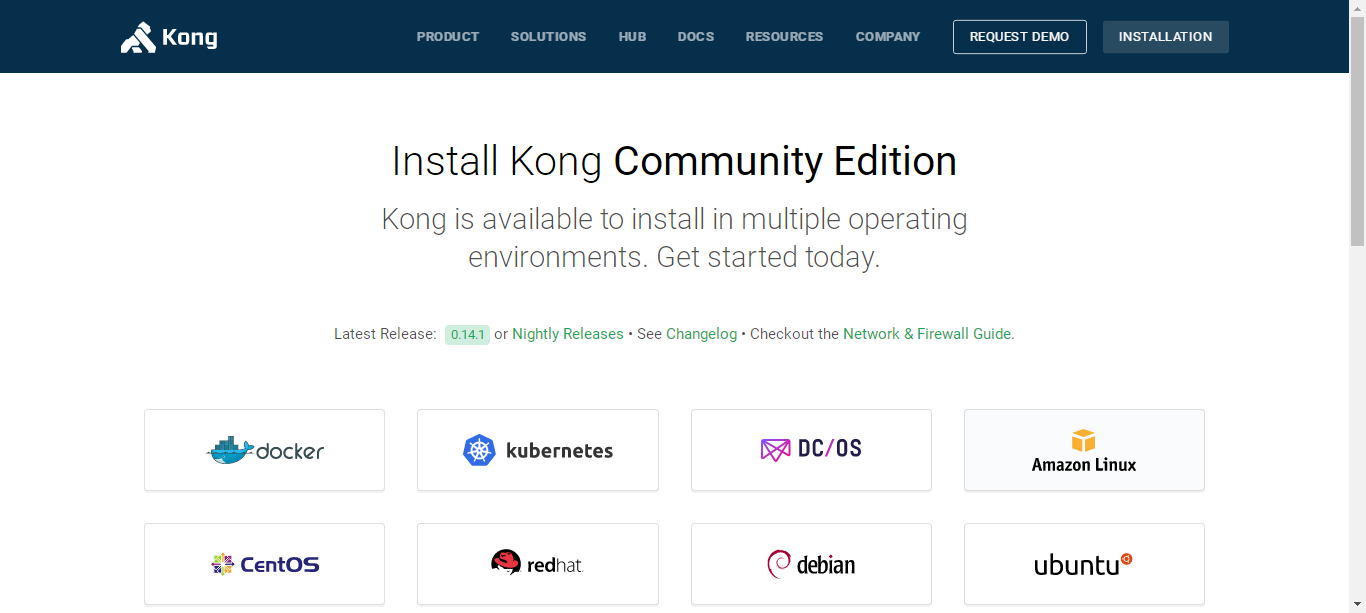 Kong
PRODUCT SOLUTIONS HUB DOCS RESOURCES COMPANY REQUEST DEMO INSTALLATION
Install Kong Community Edition
Kong is available to install in multiple operating
environments. Get started today.
Latest Release: 0.14.1 or Nightly Releases • See Changelog • Checkout the Network & Firewall Guide.
docker
kubernetes
DC/OS
Amazon Linux
CentOS
redhat.
debian
ubuntu